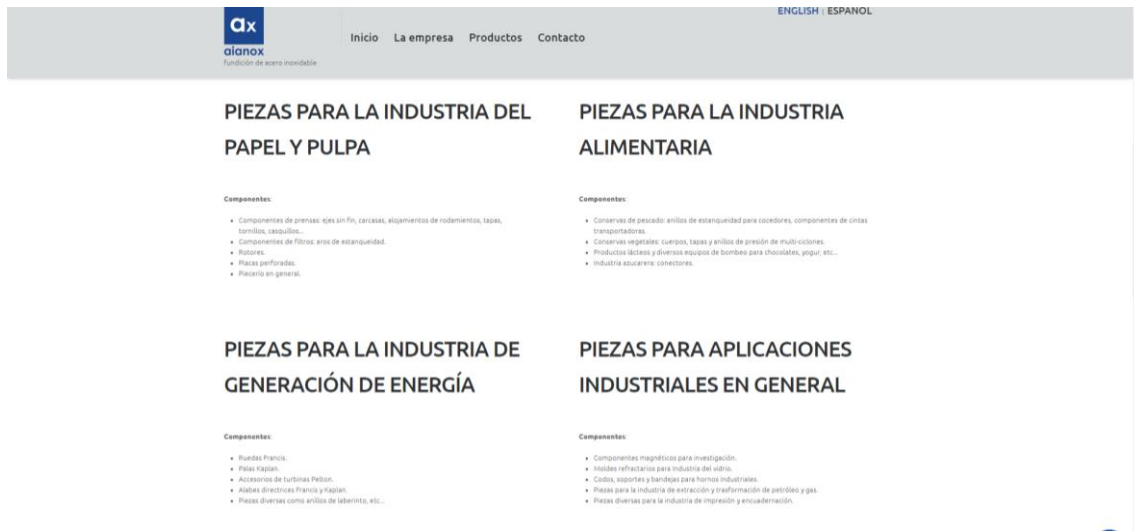 ENGLISH | ESPAÑOL
ax
aianox
fundición de acero inoxidable
Inicio La empresa Productos Contacto
PIEZAS PARA LA INDUSTRIA DEL
PAPEL Y PULPA
Componentes:
Componentes de prensas: ejes sin fin, carcasas, alojamientos de rodamientos, tapas,
tornillos, casquillos...
Componentes de filtros: aros de estanqueidad.
Rotores.
Placas perforadas.
Piecerío en general.
PIEZAS PARA LA INDUSTRIA
ALIMENTARIA
Componentes:
Conservas de pescado: anillos de estanqueidad para cocedores, componentes de cintas
transportadoras.
Conservas vegetales: cuerpos, tapas y anillos de presión de multi-ciclones.
Productos lácteos y diversos equipos de bombeo para chocolates, yogur, etc...
Industria azucarera: conectores.
PIEZAS PARA LA INDUSTRIA DE
GENERACIÓN DE ENERGÍA
Componentes:
Ruedas Francis.
Palas Kaplan.
Accesorios de turbinas Pelton.
Alabes directrices Francis y Kaplan.
Piezas diversas como anillos de laberinto, etc...
PIEZAS PARA APLICACIONES
INDUSTRIALES EN GENERAL
Componentes:
Componentes magnéticos para investigación.
Moldes refractarios para Industria del vidrio.
Codos, soportes y bandejas para hornos industriales.
Piezas para la industria de extracción y trasformación de petróleo y gas.
Piezas diversas para la industria de impresión y encuadernación.